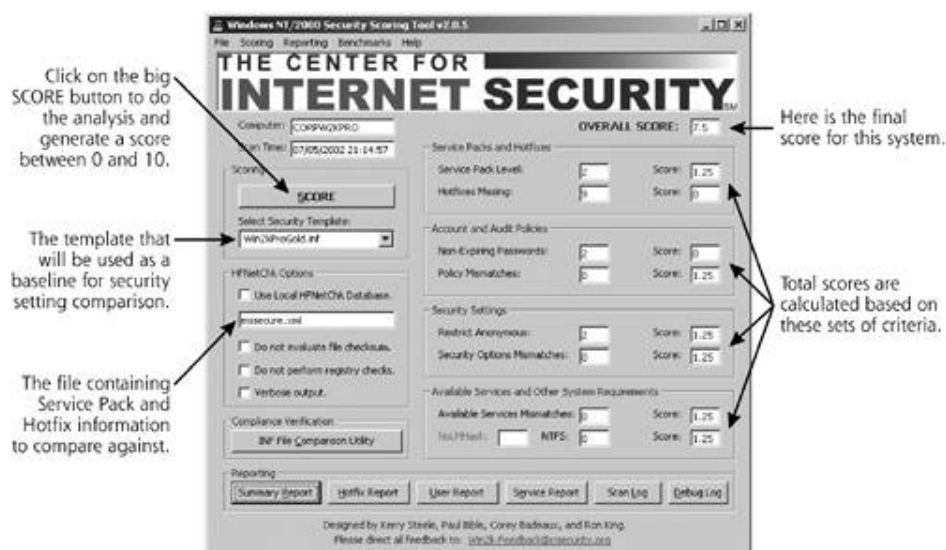 Windows NT/2000 Security Scoring Tool v2.0.5
File Scoring Reporting Benchmarks Help
THE CENTER FOR
INTERNET SECURITY
SM
Click on the big
SCORE button to do
the analysis and
generate a score
between 0 and 10.
Computer: CORPW2KPRO
Scan Time: 07/05/2002 21:14:57
OVERALL SCORE: 7.5
Here is the final
score for this system.
Scoring
SCORE
Select Security Template:
Win2kProGold.inf
The template that
will be used as a
baseline for security
setting comparison.
HFNetChk Options
Use Local HFNetChk Database.
mssecure.xml
Do not evaluate file checksum.
Do not perform registry checks.
Verbose output.
The file containing
Service Pack and
Hotfix information
to compare against.
Compliance Verification
INF File Comparison Utility
Service Packs and Hotfixes
Service Pack Level: 2 Score: 1.25
Hotfixes Missing: 9 Score: 0
Account and Audit Policies
Non-Expiring Passwords: 2 Score: 0
Policy Mismatches: 0 Score: 1.25
Security Settings
Restrict Anonymous: 2 Score: 1.25
Security Options Mismatches: 0 Score: 1.25
Available Services and Other System Requirements
Available Services Mismatches: 0 Score: 1.25
NoLMHash: NTFS: 0 Score: 1.25
Total scores are
calculated based on
these sets of criteria.
Reporting
Summary Report Hotfix Report User Report Service Report Scan Log Debug Log
Designed by Kerry Steele, Paul Bible, Corey Badeaux, and Ron King.
Please direct all feedback to: Win2k-Feedback@cisecurity.org